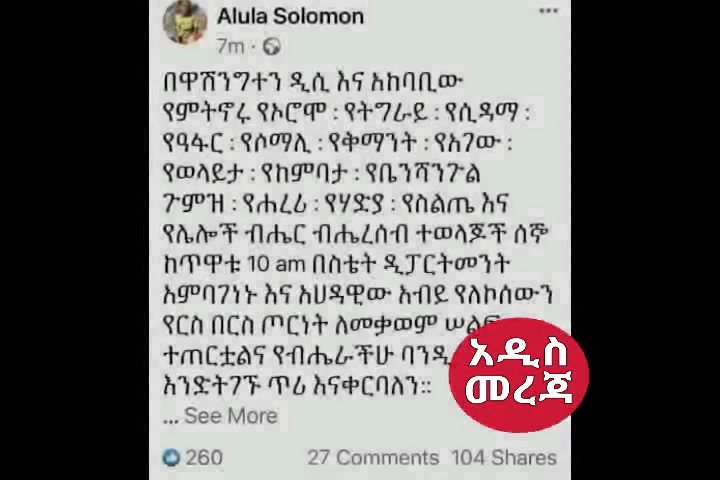 Alula Solomon
7m
በዋሽንግተን ዲሲ እና አከባቢው
የምትኖሩ የኦሮሞ : የትግራይ : የሲዳማ :
የዓፋር : የሶማሊ : የቅማንት : የአገው :
የወላይታ : የከምባታ : የቤንሻንጉል
ጉምዝ : የሐረሪ : የሃድያ : የስልጤ እና
የሌሎች ብሔር ብሔረሰብ ተወላጆች ሰኞ
ከጥዋቱ 10 am በስቴት ዲፓርትመንት
አምባገነኑ እና አሀዳዊው አብይ የለኮሰውን
የርስ በርስ ጦርነት ለመቃወም ሠልፍ
ተጠርቷልና የብሔራችሁ ባንዲ
እንድትገኙ ጥሪ እናቀርባለን።
... See More
አዲስ
መረጃ
260 27 Comments 104 Shares